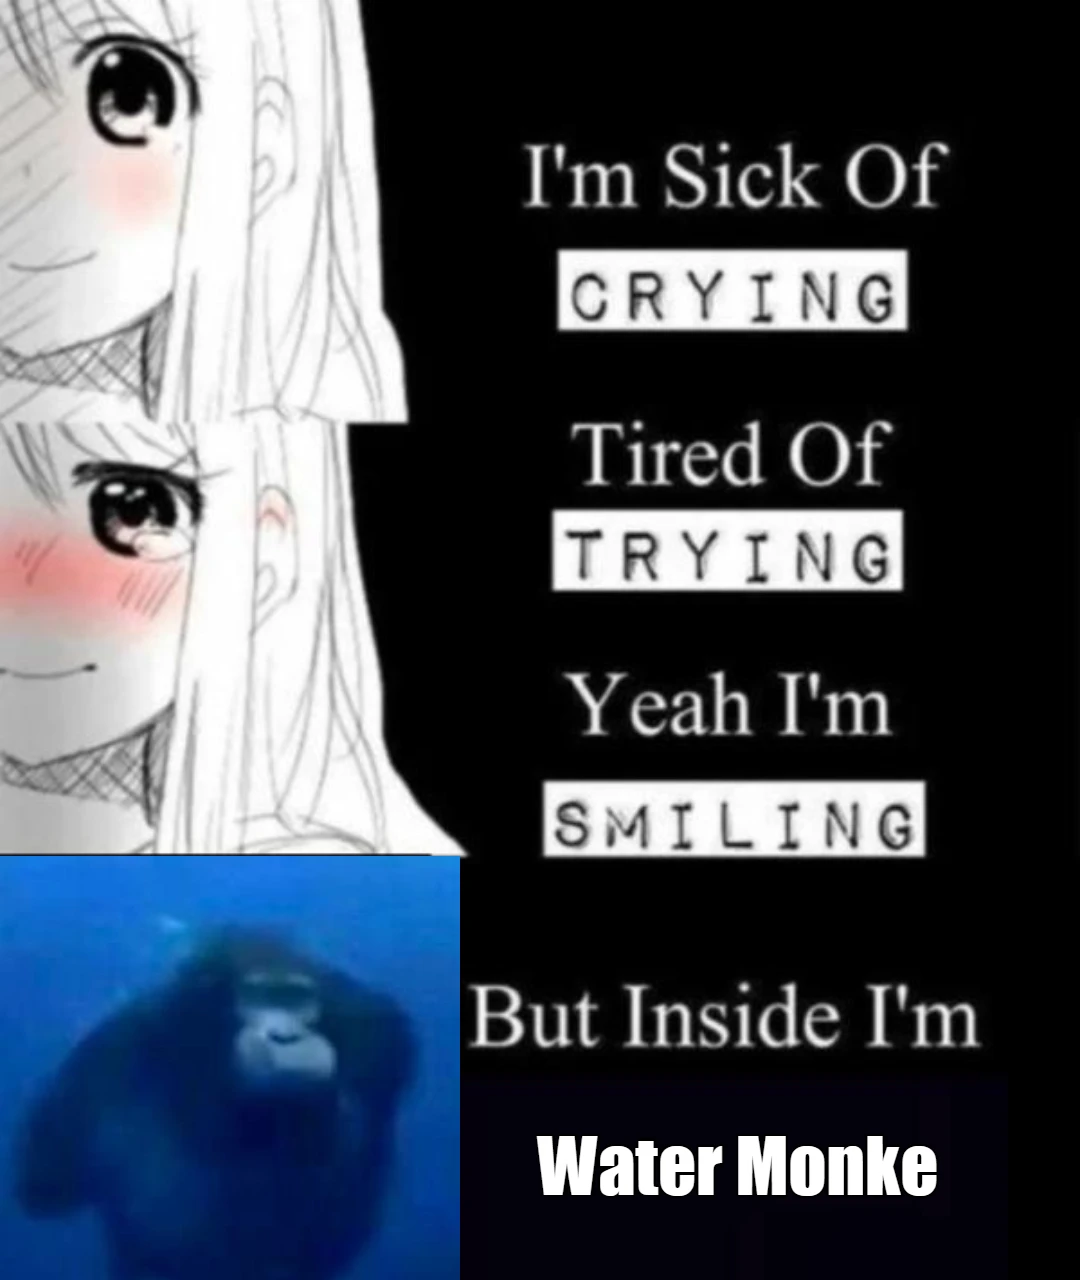 I'm Sick Of
CRYING
Tired Of
TRYING
Yeah I'm
SMILING
But Inside I'm
Water Monke